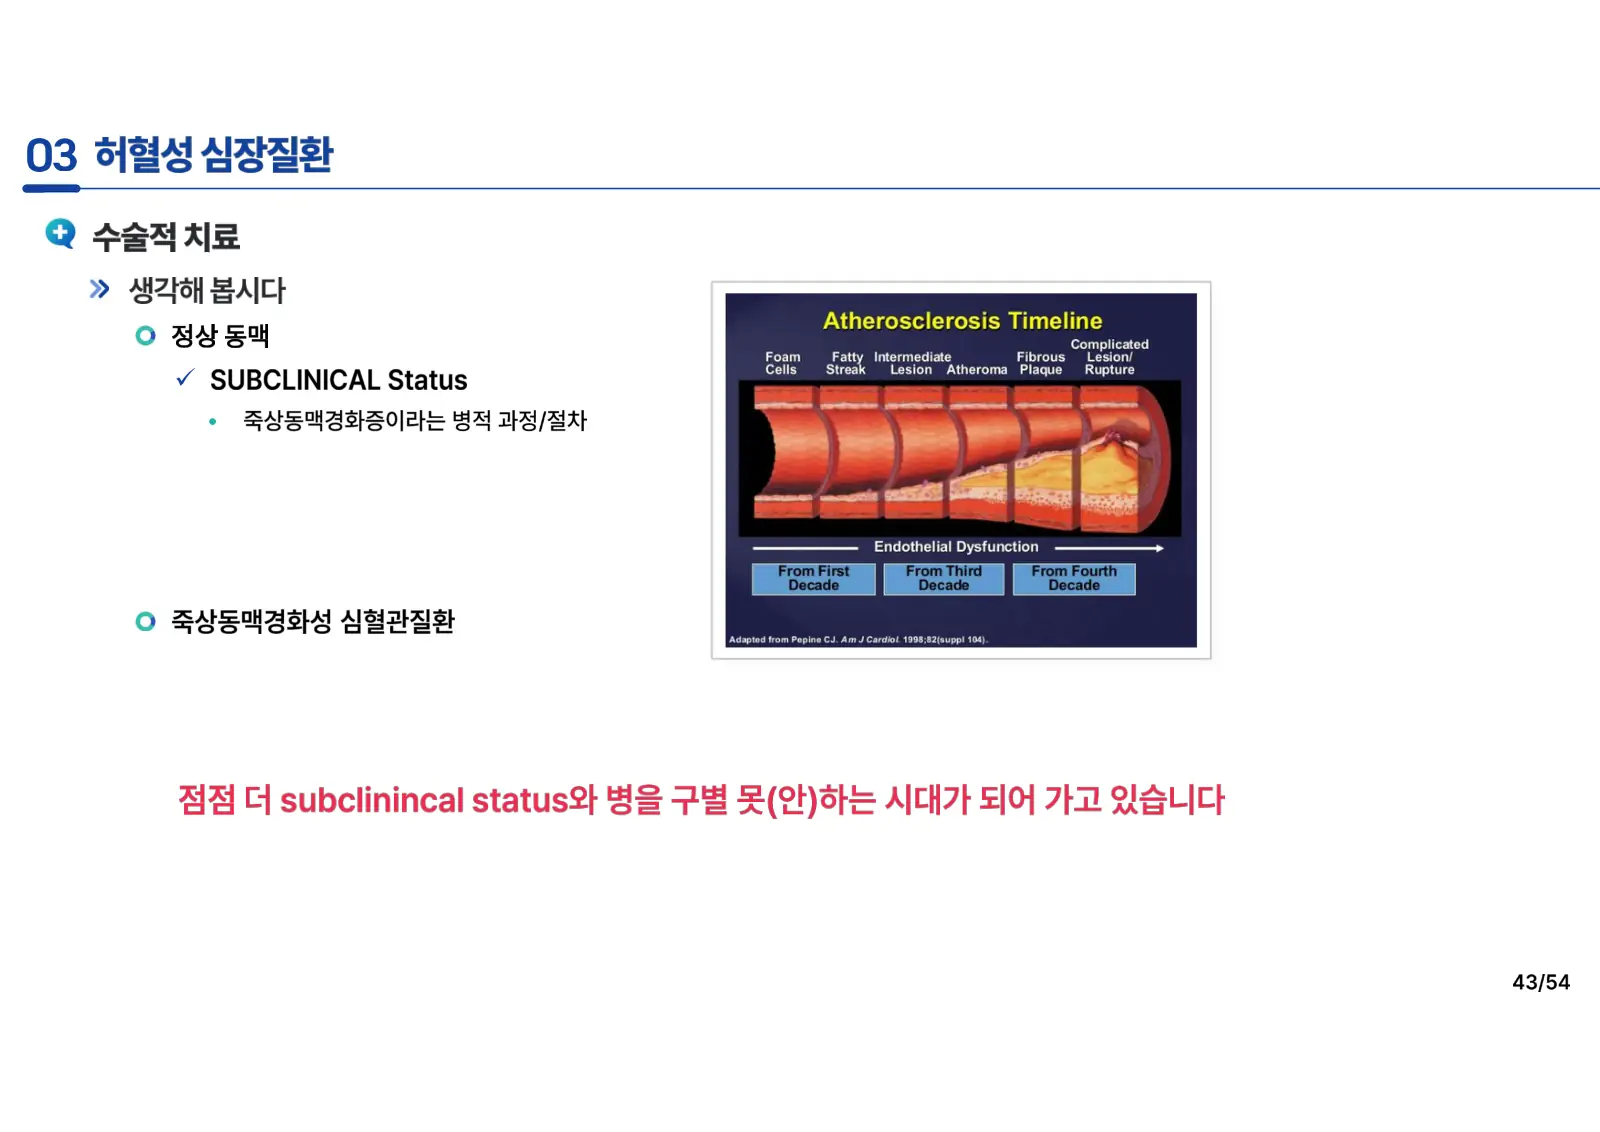 03 허혈성 심장질환
수술적 치료
생각해 봅시다
정상 동맥
SUBCLINICAL Status
죽상동맥경화증이라는 병적 과정/절차
죽상동맥경화성 심혈관질환
Atherosclerosis Timeline
Foam Cells
Fatty Streak
Intermediate Lesion
Atheroma
Fibrous Plaque
Complicated Lesion/ Rupture
Endothelial Dysfunction
From First Decade
From Third Decade
From Fourth Decade
Adapted from Pepine CJ. Am J Cardiol. 1998;82(suppl 104).
점점 더 subclinincal status와 병을 구별 못(안)하는 시대가 되어 가고 있습니다
43/54